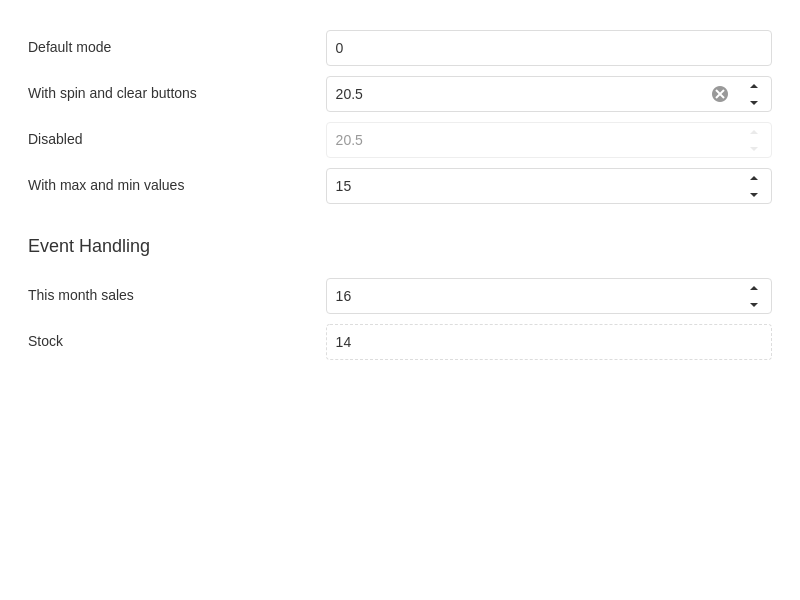 Default mode
0
With spin and clear buttons
20.5
Disabled
20.5
With max and min values
15
Event Handling
This month sales
16
Stock
14